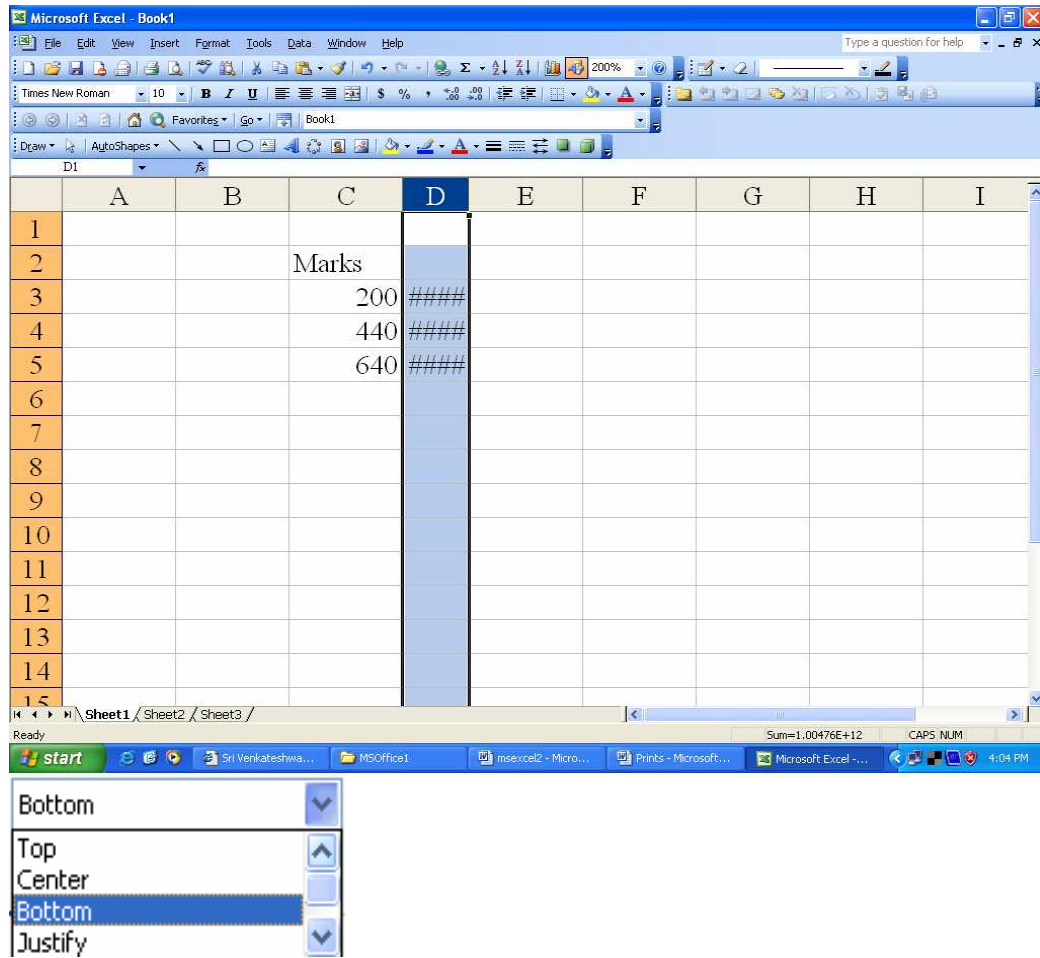 Microsoft Excel - Book1
File Edit View Insert Format Tools Data Window Help Type a question for help
200%
Times New Roman 10 B I U $ % ,
Favorites Go Book1
Draw AutoShapes
D1 fx
A B C D E F G H I
1
2 Marks
3 200 ####
4 440 ####
5 640 ####
6
7
8
9
10
11
12
13
14
15
Sheet1 Sheet2 Sheet3
Ready Sum=1.00476E+12 CAPS NUM
start Sri Venkateshwa... MSOffice1 msexcel2 - Micro... Prints - Microsoft... Microsoft Excel -... 4:04 PM
Bottom
Top
Center
Bottom
Justify